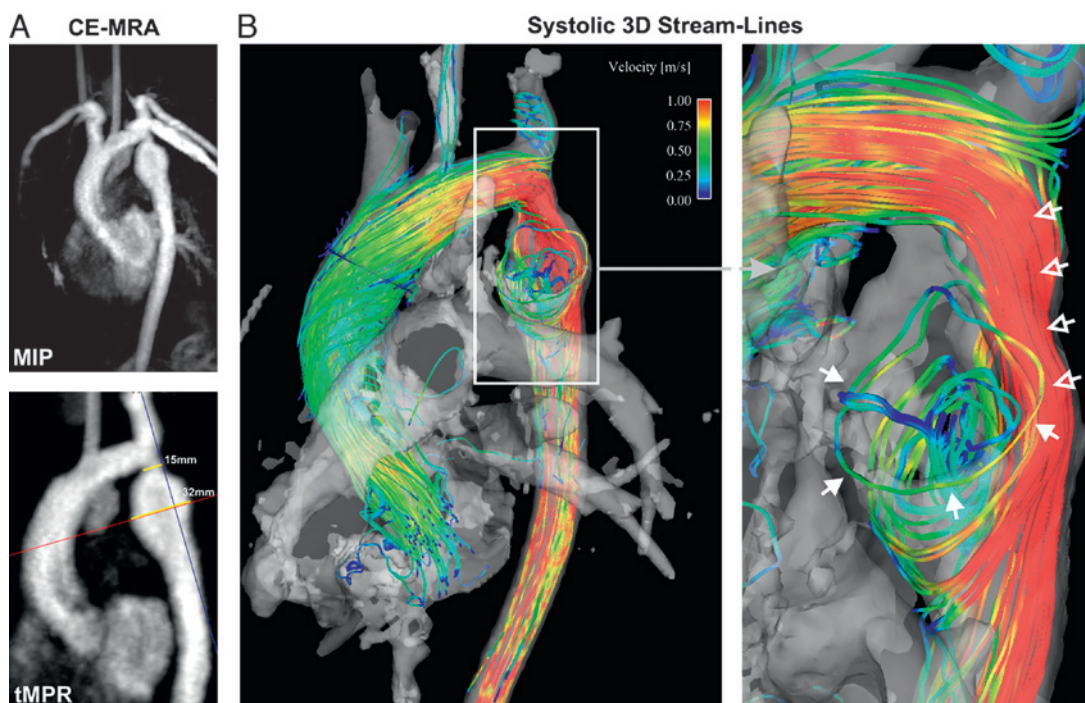 A CE-MRA
MIP
15mm
32mm
tMPR
B Systolic 3D Stream-Lines
Velocity [m/s]
1.00
0.75
0.50
0.25
0.00